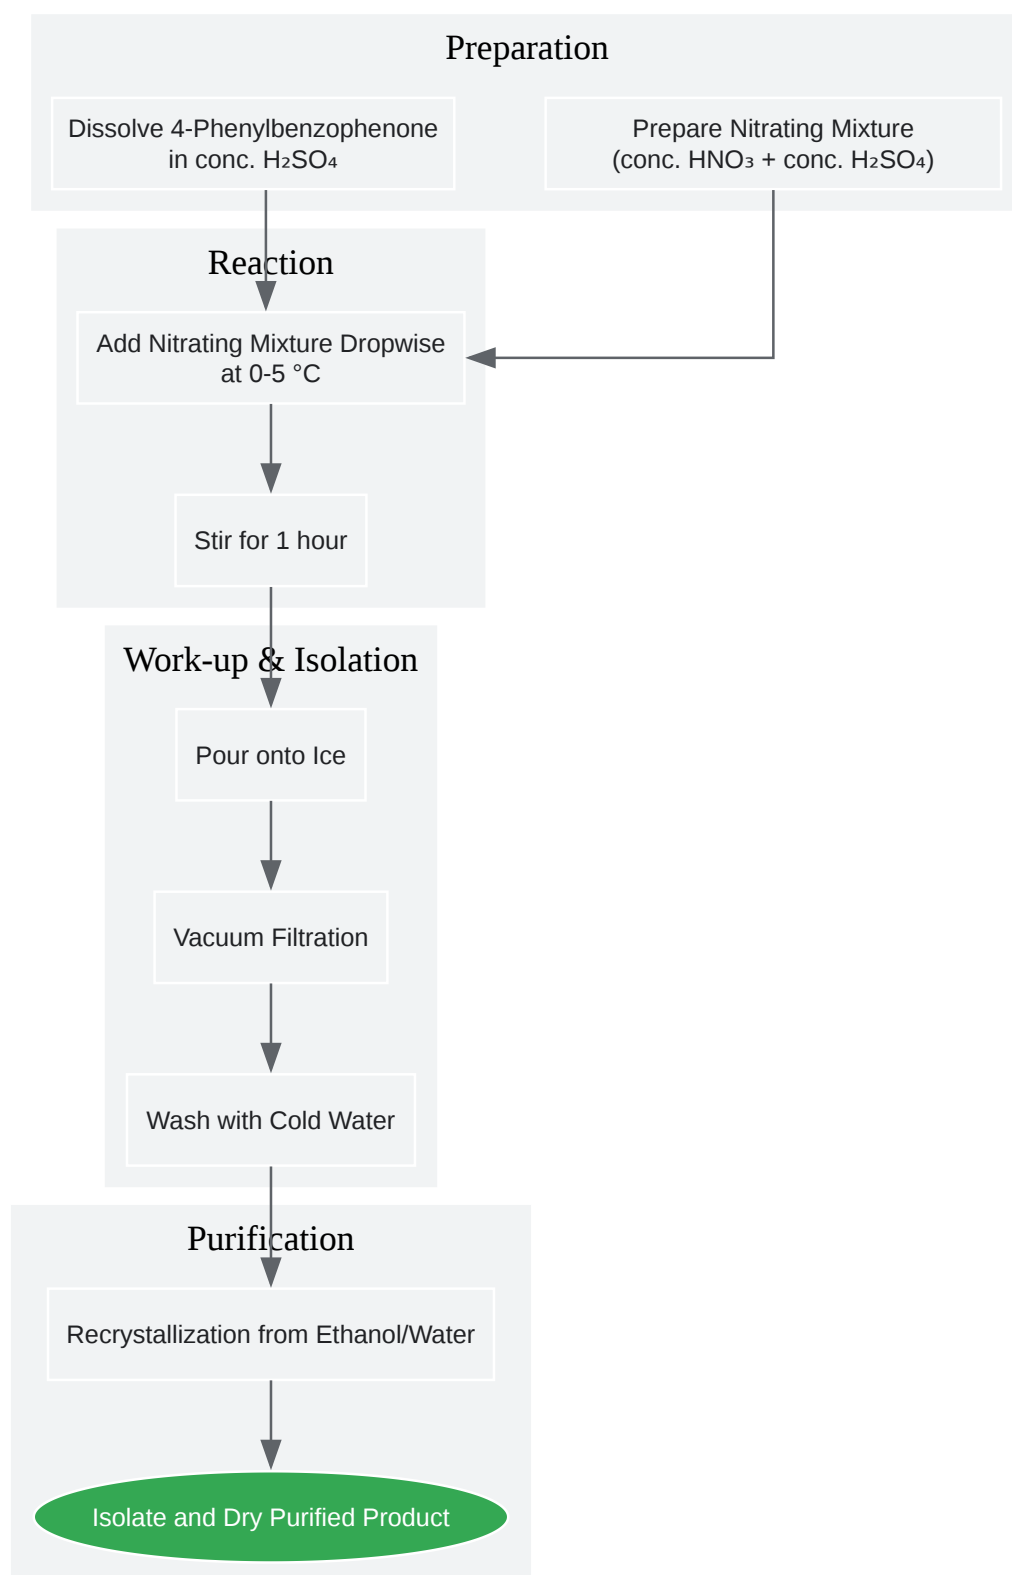 Preparation
Dissolve 4-Phenylbenzophenone
in conc. H₂SO₄
Prepare Nitrating Mixture
(conc. HNO₃ + conc. H₂SO₄)
Reaction
Add Nitrating Mixture Dropwise
at 0-5 °C
Stir for 1 hour
Work-up & Isolation
Pour onto Ice
Vacuum Filtration
Wash with Cold Water
Purification
Recrystallization from Ethanol/Water
Isolate and Dry Purified Product